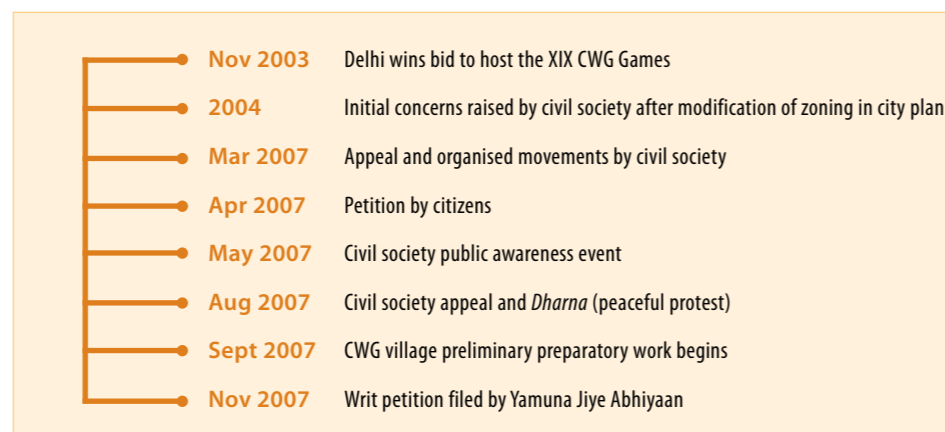 Nov 2003 Delhi wins bid to host the XIX CWG Games
2004 Initial concerns raised by civil society after modification of zoning in city plan
Mar 2007 Appeal and organised movements by civil society
Apr 2007 Petition by citizens
May 2007 Civil society public awareness event
Aug 2007 Civil society appeal and Dharna (peaceful protest)
Sept 2007 CWG village preliminary preparatory work begins
Nov 2007 Writ petition filed by Yamuna Jiye Abhiyaan